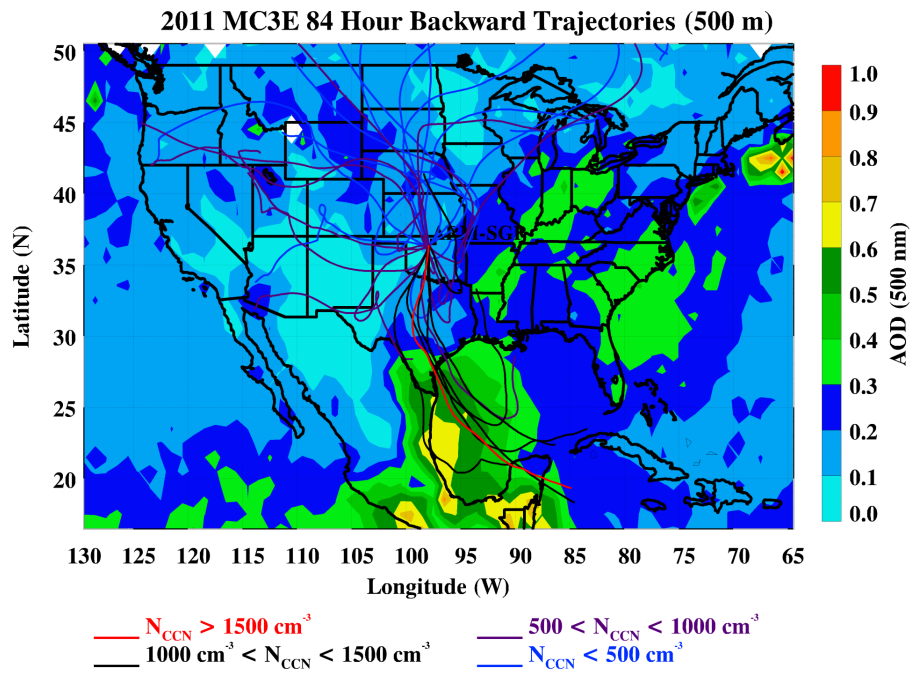 2011 MC3E 84 Hour Backward Trajectories (500 m)
50
45
40
35
30
25
20
Latitude (N)
ARM-SGP
130 125 120 115 110 105 100 95 90 85 80 75 70 65
Longitude (W)
1.0
0.9
0.8
0.7
0.6
0.5
0.4
0.3
0.2
0.1
0.0
AOD (500 nm)
N_CCN > 1500 cm⁻³
1000 cm⁻³ < N_CCN < 1500 cm⁻³
500 < N_CCN < 1000 cm⁻³
N_CCN < 500 cm⁻³